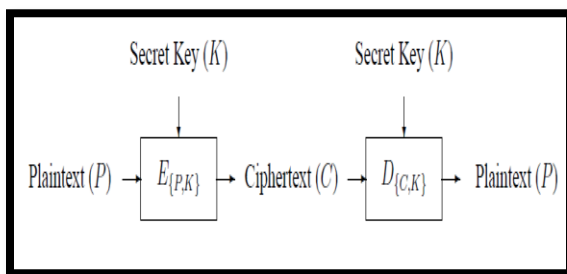 Secret Key (K) Secret Key (K)
Plaintext (P) E{P,K} Ciphertext (C) D{C,K} Plaintext (P)